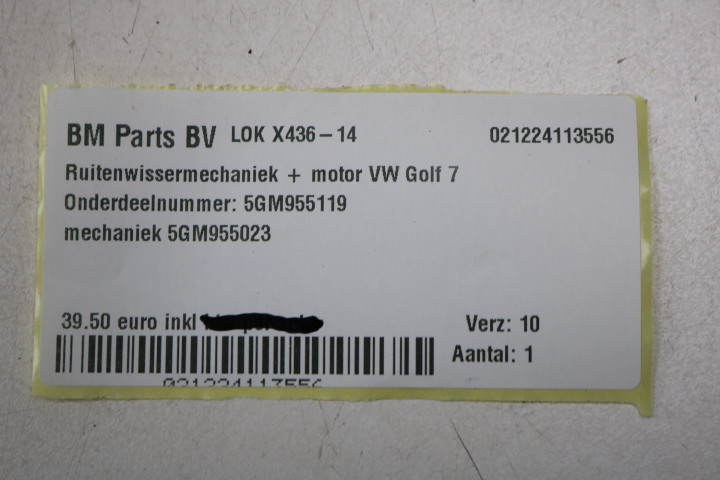 BM Parts BV LOK X436-14 021224113556
Ruitenwissermechaniek + motor VW Golf 7
Onderdeelnummer: 5GM955119
mechaniek 5GM955023
39.50 euro inkl
Verz: 10
Aantal: 1
021224113556